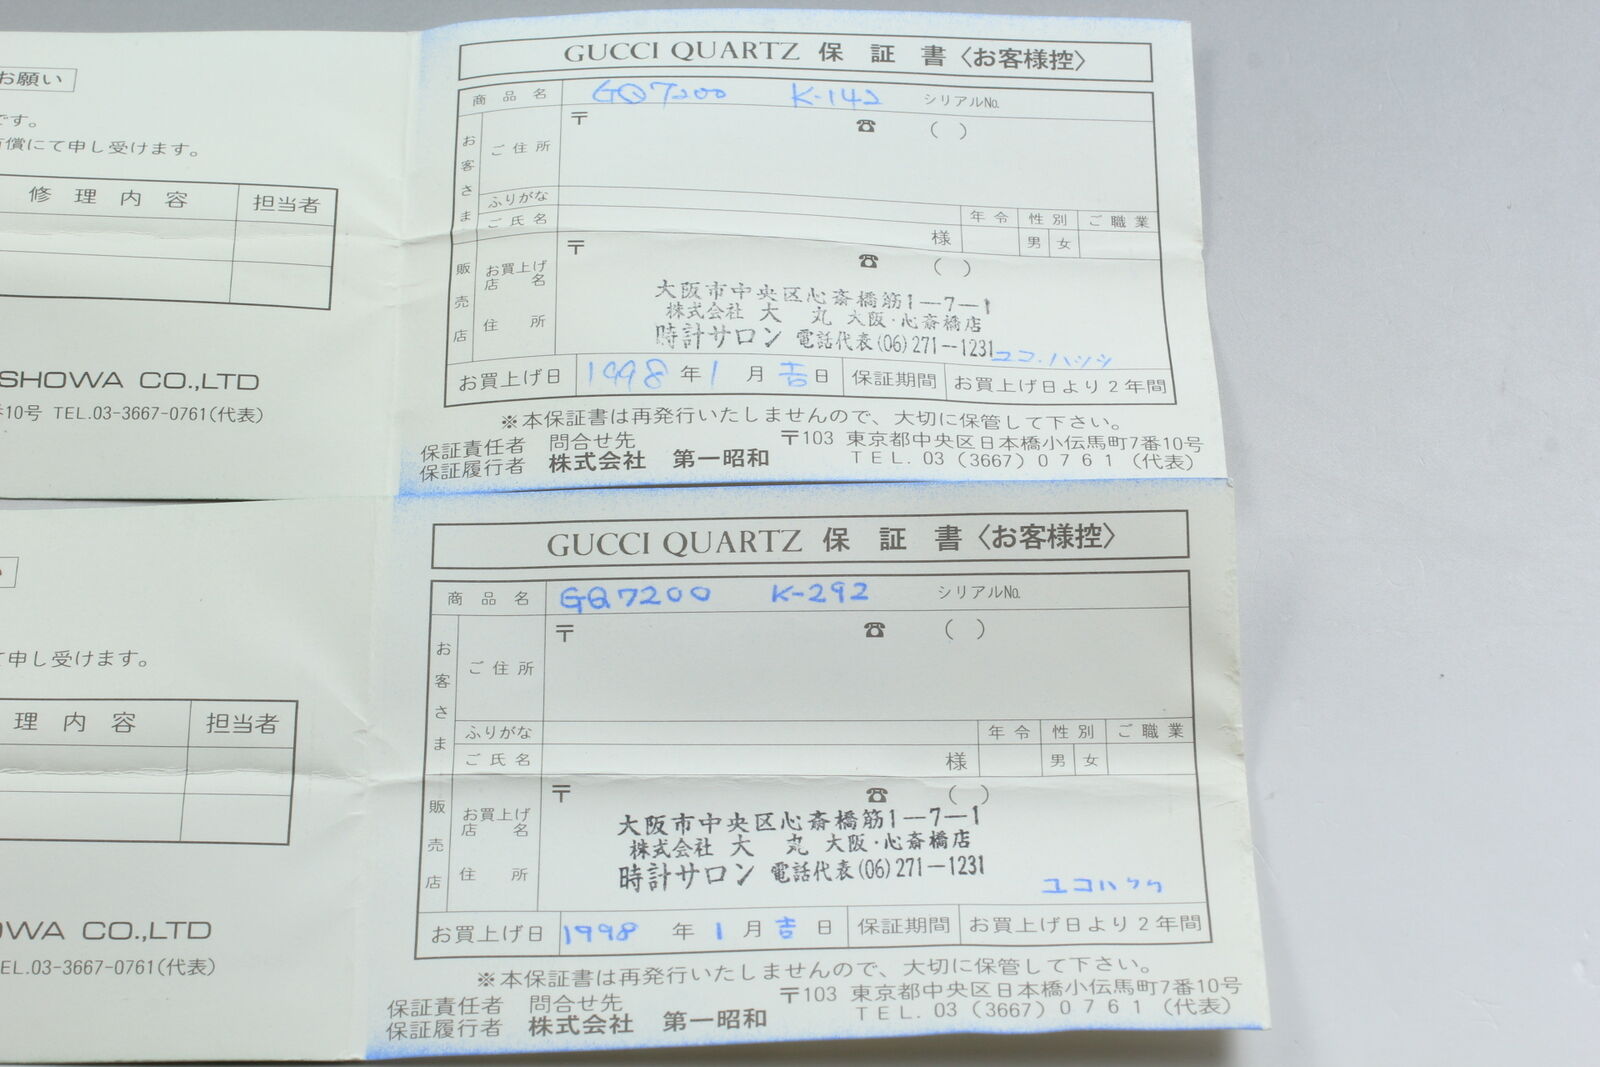 お願い
です。
有償にて申し受けます。
修理内容 担当者
SHOWA CO.,LTD
番10号 TEL.03-3667-0761(代表)
GUCCI QUARTZ 保証書〈お客様控〉
商品名 GQ7200 K-142 シリアルNo.
お客さま
ご住所 〒 ☎ ( )
ふりがな
ご氏名 様 年令 性別 男 女 ご職業
販売店
お買上げ店名 〒 ☎ ( )
住所
大阪市中央区心斎橋筋1-7-1
株式会社 大丸 大阪・心斎橋店
時計サロン 電話代表(06)271-1231
お買上げ日 1998年1月吉日 保証期間 お買上げ日より2年間
※本保証書は再発行いたしませんので、大切に保管して下さい。
保証責任者 問合せ先 〒103 東京都中央区日本橋小伝馬町7番10号
保証履行者 株式会社 第一昭和 TEL. 03 (3667) 0761 (代表)
て申し受けます。
理内容 担当者
OWA CO.,LTD
TEL.03-3667-0761(代表)
GUCCI QUARTZ 保証書〈お客様控〉
商品名 GQ7200 K-292 シリアルNo.
お客さま
ご住所 〒 ☎ ( )
ふりがな
ご氏名 様 年令 性別 男 女 ご職業
販売店
お買上げ店名 〒 ☎ ( )
住所
大阪市中央区心斎橋筋1-7-1
株式会社 大丸 大阪・心斎橋店
時計サロン 電話代表(06)271-1231
お買上げ日 1998年1月吉日 保証期間 お買上げ日より2年間
※本保証書は再発行いたしませんので、大切に保管して下さい。
保証責任者 問合せ先 〒103 東京都中央区日本橋小伝馬町7番10号
保証履行者 株式会社 第一昭和 TEL. 03 (3667) 0761 (代表)